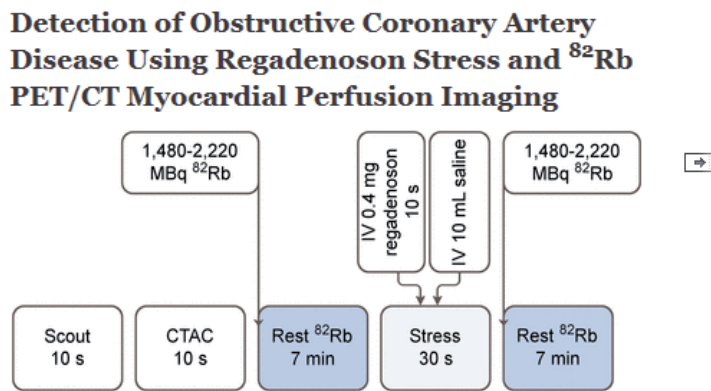 Detection of Obstructive Coronary Artery
Disease Using Regadenoson Stress and ⁸²Rb
PET/CT Myocardial Perfusion Imaging
1,480-2,220
MBq ⁸²Rb
IV 0.4 mg
regadenoson
10 s
IV 10 mL saline
1,480-2,220
MBq ⁸²Rb
Scout
10 s
CTAC
10 s
Rest ⁸²Rb
7 min
Stress
30 s
Rest ⁸²Rb
7 min